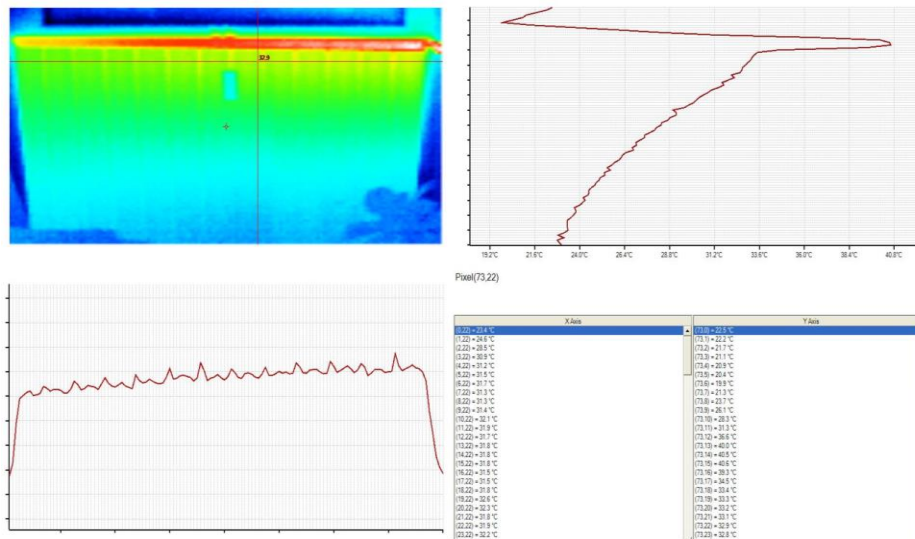 32.9
19.2°C 21.6°C 24.0°C 26.4°C 28.8°C 31.2°C 33.6°C 36.0°C 38.4°C 40.8°C
Pixel(73,22)
X Axis Y Axis
(0,22) = 23.4 °C (73,0) = 22.5 °C
(1,22) = 24.6 °C (73,1) = 22.2 °C
(2,22) = 28.5 °C (73,2) = 21.7 °C
(3,22) = 30.9 °C (73,3) = 21.1 °C
(4,22) = 31.2 °C (73,4) = 20.9 °C
(5,22) = 31.5 °C (73,5) = 20.4 °C
(6,22) = 31.7 °C (73,6) = 19.9 °C
(7,22) = 31.3 °C (73,7) = 21.3 °C
(8,22) = 31.3 °C (73,8) = 23.7 °C
(9,22) = 31.4 °C (73,9) = 26.1 °C
(10,22) = 32.1 °C (73,10) = 28.3 °C
(11,22) = 31.9 °C (73,11) = 31.3 °C
(12,22) = 31.7 °C (73,12) = 36.6 °C
(13,22) = 31.8 °C (73,13) = 40.0 °C
(14,22) = 31.8 °C (73,14) = 40.5 °C
(15,22) = 31.8 °C (73,15) = 40.6 °C
(16,22) = 31.5 °C (73,16) = 39.3 °C
(17,22) = 31.5 °C (73,17) = 34.5 °C
(18,22) = 31.8 °C (73,18) = 33.4 °C
(19,22) = 32.6 °C (73,19) = 33.3 °C
(20,22) = 32.3 °C (73,20) = 33.2 °C
(21,22) = 31.8 °C (73,21) = 33.1 °C
(22,22) = 31.9 °C (73,22) = 32.9 °C
(23,22) = 32.2 °C (73,23) = 32.8 °C